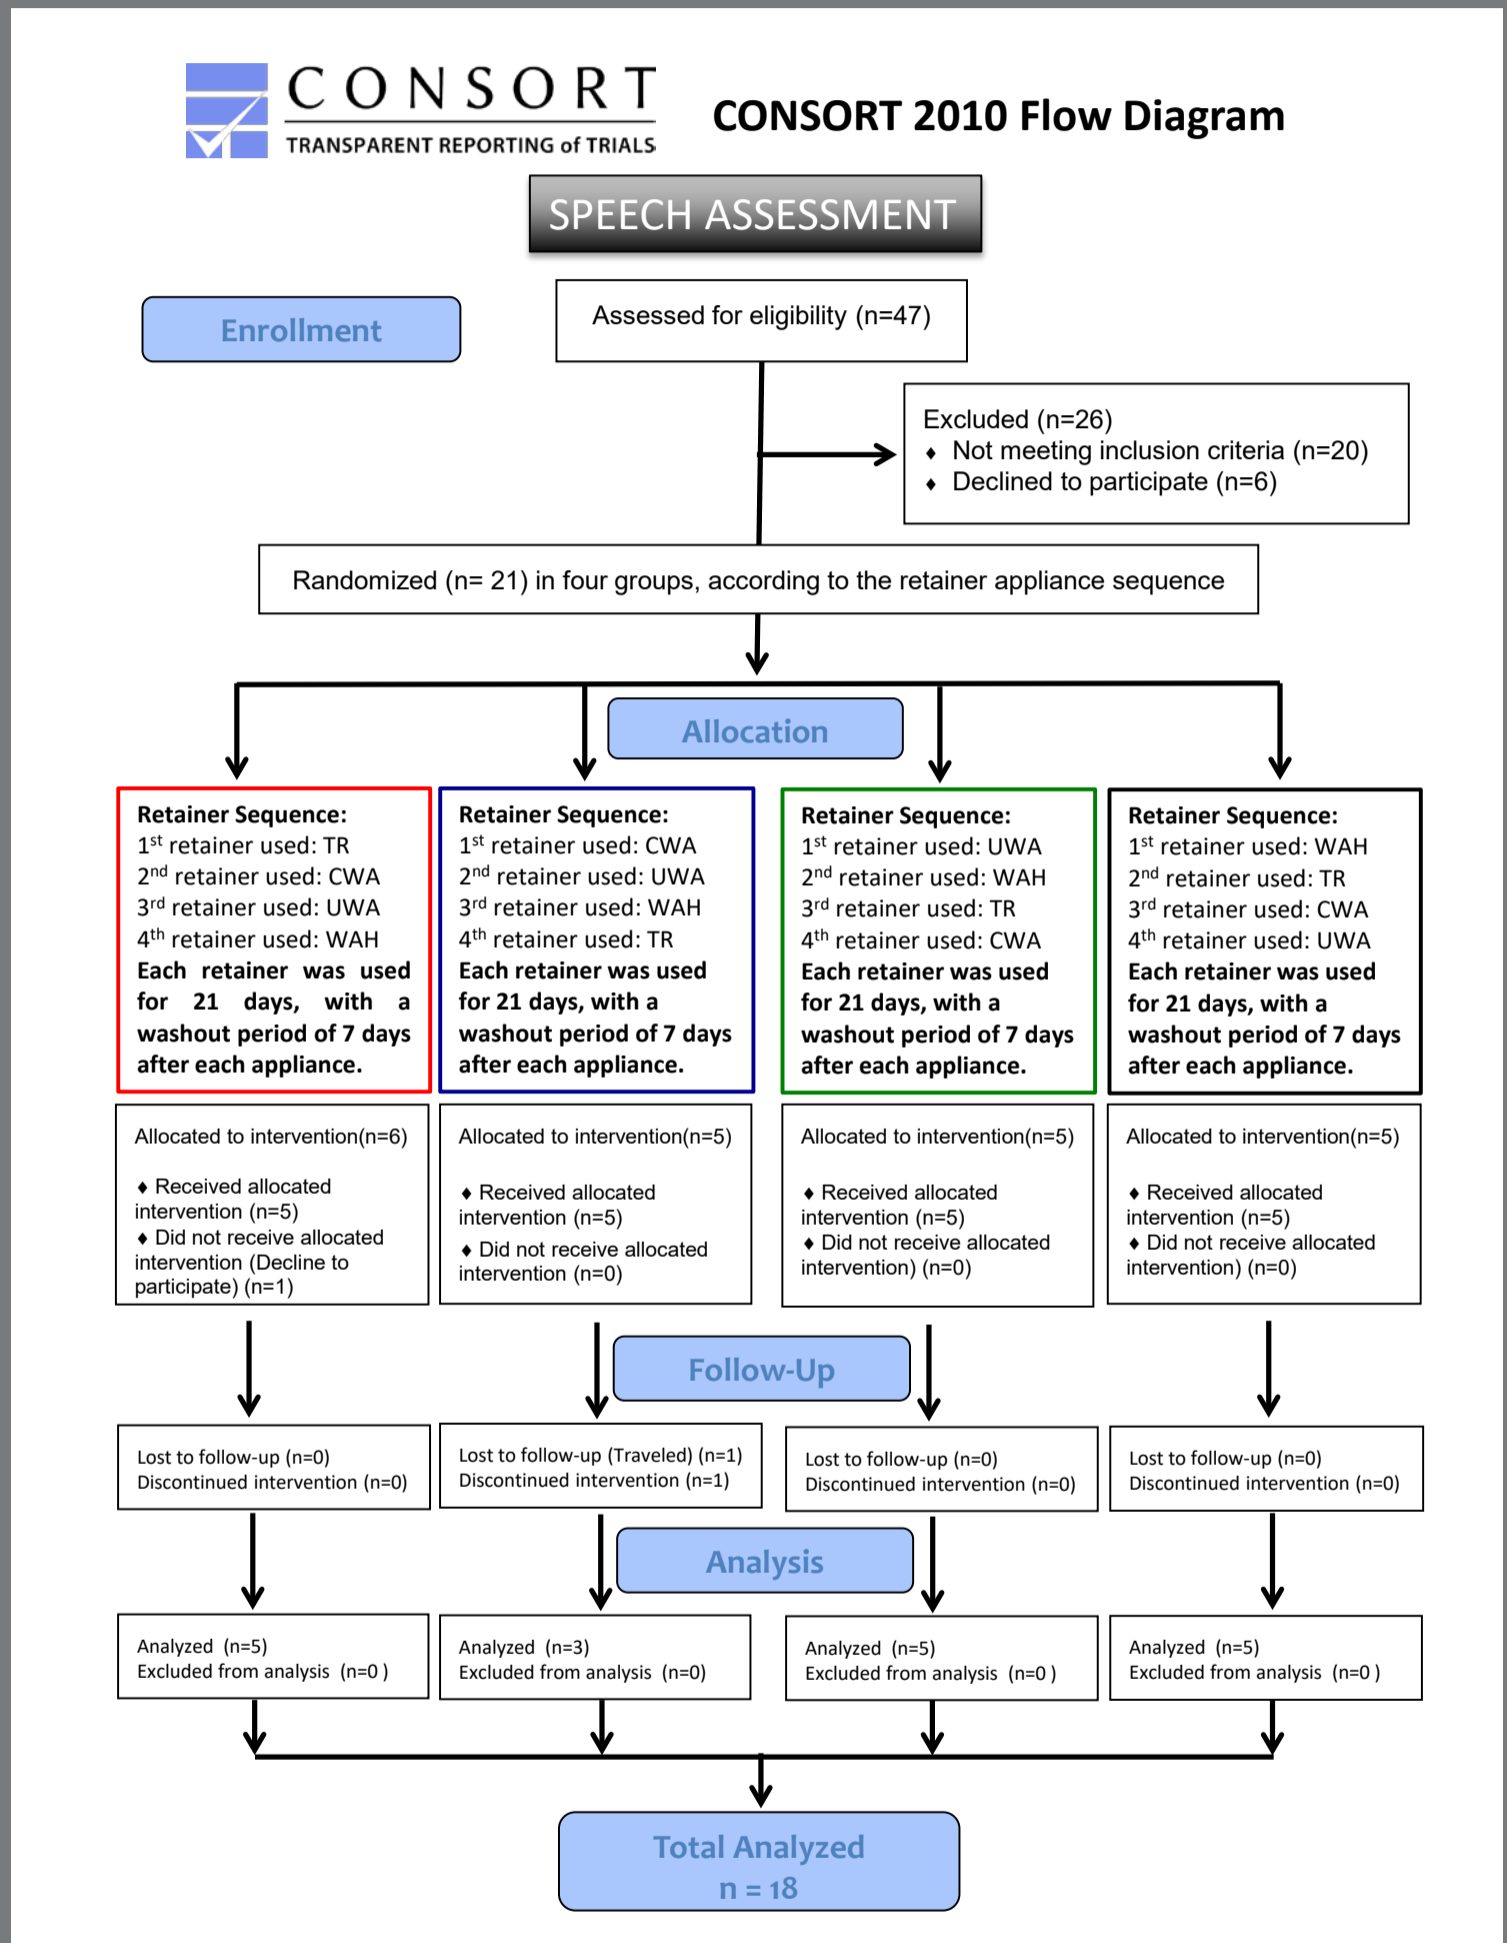 CONSORT
TRANSPARENT REPORTING of TRIALS
CONSORT 2010 Flow Diagram
SPEECH ASSESSMENT
Enrollment
Assessed for eligibility (n=47)
Excluded (n=26)
♦ Not meeting inclusion criteria (n=20)
♦ Declined to participate (n=6)
Randomized (n= 21) in four groups, according to the retainer appliance sequence
Allocation
Retainer Sequence:
1st retainer used: TR
2nd retainer used: CWA
3rd retainer used: UWA
4th retainer used: WAH
Each retainer was used
for 21 days, with a
washout period of 7 days
after each appliance.
Retainer Sequence:
1st retainer used: CWA
2nd retainer used: UWA
3rd retainer used: WAH
4th retainer used: TR
Each retainer was used
for 21 days, with a
washout period of 7 days
after each appliance.
Retainer Sequence:
1st retainer used: UWA
2nd retainer used: WAH
3rd retainer used: TR
4th retainer used: CWA
Each retainer was used
for 21 days, with a
washout period of 7 days
after each appliance.
Retainer Sequence:
1st retainer used: WAH
2nd retainer used: TR
3rd retainer used: CWA
4th retainer used: UWA
Each retainer was used
for 21 days, with a
washout period of 7 days
after each appliance.
Allocated to intervention(n=6)
♦ Received allocated
intervention (n=5)
♦ Did not receive allocated
intervention (Decline to
participate) (n=1)
Allocated to intervention(n=5)
♦ Received allocated
intervention (n=5)
♦ Did not receive allocated
intervention (n=0)
Allocated to intervention(n=5)
♦ Received allocated
intervention (n=5)
♦ Did not receive allocated
intervention) (n=0)
Allocated to intervention(n=5)
♦ Received allocated
intervention (n=5)
♦ Did not receive allocated
intervention) (n=0)
Follow-Up
Lost to follow-up (n=0)
Discontinued intervention (n=0)
Lost to follow-up (Traveled) (n=1)
Discontinued intervention (n=1)
Lost to follow-up (n=0)
Discontinued intervention (n=0)
Lost to follow-up (n=0)
Discontinued intervention (n=0)
Analysis
Analyzed (n=5)
Excluded from analysis (n=0 )
Analyzed (n=3)
Excluded from analysis (n=0)
Analyzed (n=5)
Excluded from analysis (n=0 )
Analyzed (n=5)
Excluded from analysis (n=0 )
Total Analyzed
n = 18